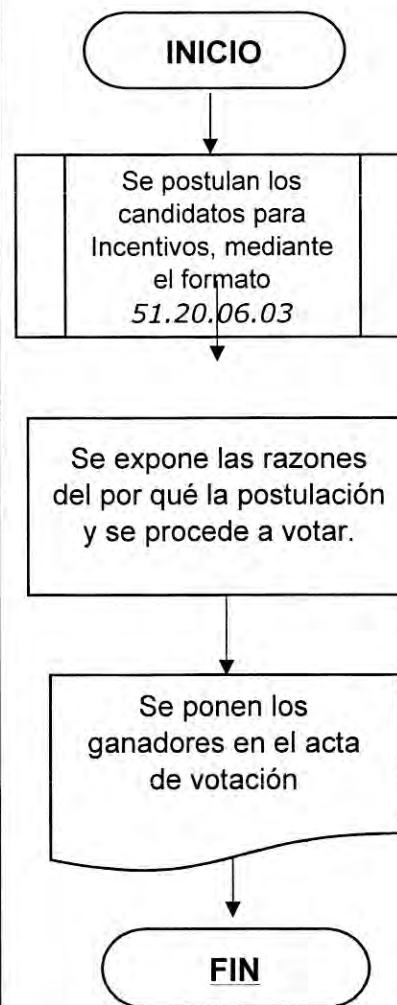 INICIO
Se postulan los
candidatos para
Incentivos, mediante
el formato
51.20.06.03
Se expone las razones
del por qué la postulación
y se procede a votar.
Se ponen los
ganadores en el acta
de votación
FIN